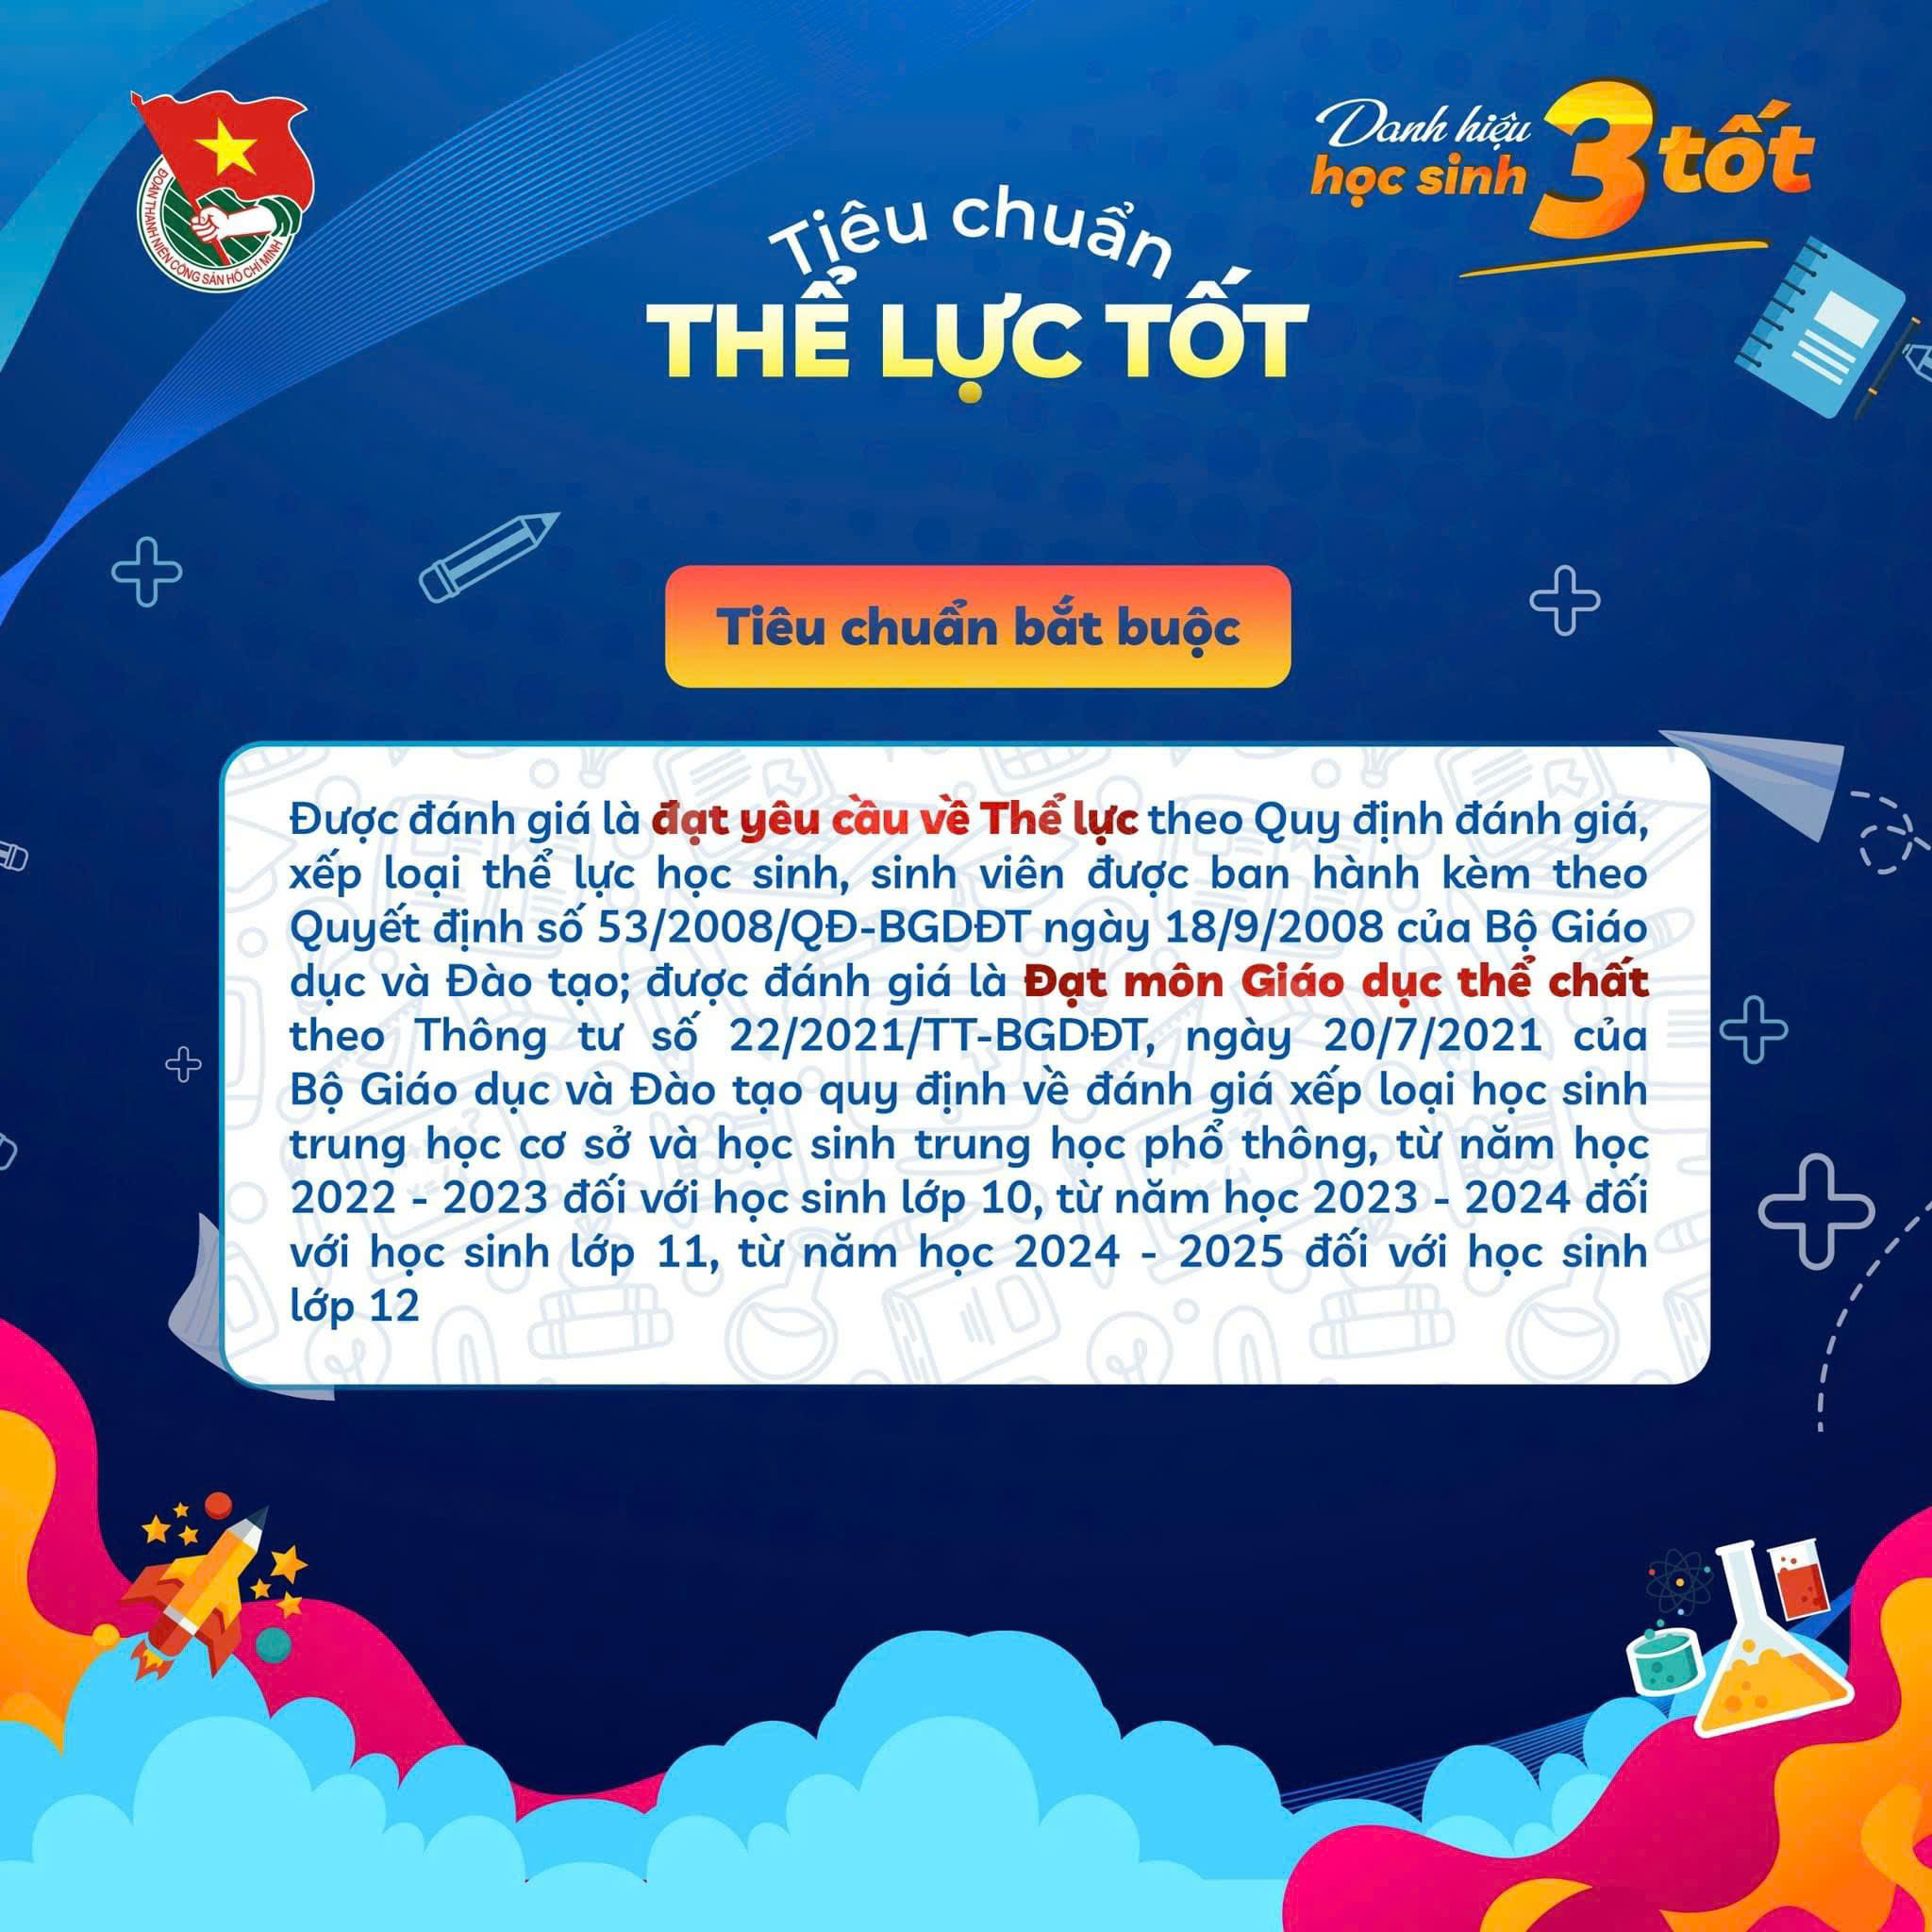 ĐOÀN THANH NIÊN CỘNG SẢN HỒ CHÍ MINH
Danh hiệu
học sinh 3 tốt
Tiêu chuẩn
THỂ LỰC TỐT
Tiêu chuẩn bắt buộc
Được đánh giá là đạt yêu cầu về Thể lực theo Quy định đánh giá,
xếp loại thể lực học sinh, sinh viên được ban hành kèm theo
Quyết định số 53/2008/QĐ-BGDĐT ngày 18/9/2008 của Bộ Giáo
dục và Đào tạo; được đánh giá là Đạt môn Giáo dục thể chất
theo Thông tư số 22/2021/TT-BGDĐT, ngày 20/7/2021 của
Bộ Giáo dục và Đào tạo quy định về đánh giá xếp loại học sinh
trung học cơ sở và học sinh trung học phổ thông, từ năm học
2022 - 2023 đối với học sinh lớp 10, từ năm học 2023 - 2024 đối
với học sinh lớp 11, từ năm học 2024 - 2025 đối với học sinh
lớp 12